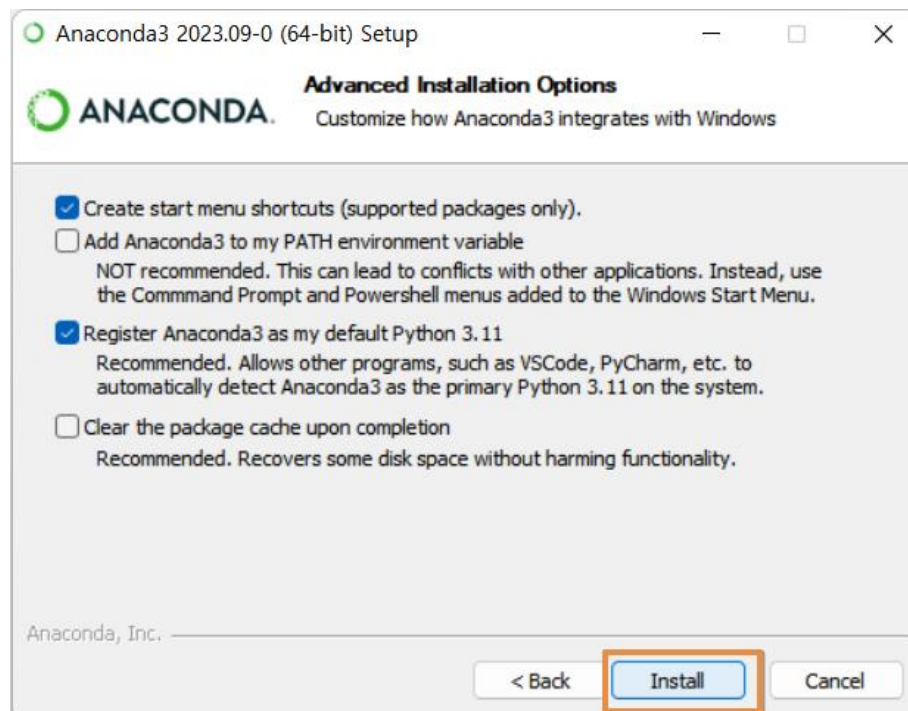 Anaconda3 2023.09-0 (64-bit) Setup
Advanced Installation Options
ANACONDA.
Customize how Anaconda3 integrates with Windows
Create start menu shortcuts (supported packages only).
Add Anaconda3 to my PATH environment variable
NOT recommended. This can lead to conflicts with other applications. Instead, use
the Commmand Prompt and Powershell menus added to the Windows Start Menu.
Register Anaconda3 as my default Python 3.11
Recommended. Allows other programs, such as VSCode, PyCharm, etc. to
automatically detect Anaconda3 as the primary Python 3.11 on the system.
Clear the package cache upon completion
Recommended. Recovers some disk space without harming functionality.
Anaconda, Inc.
< Back
Install
Cancel